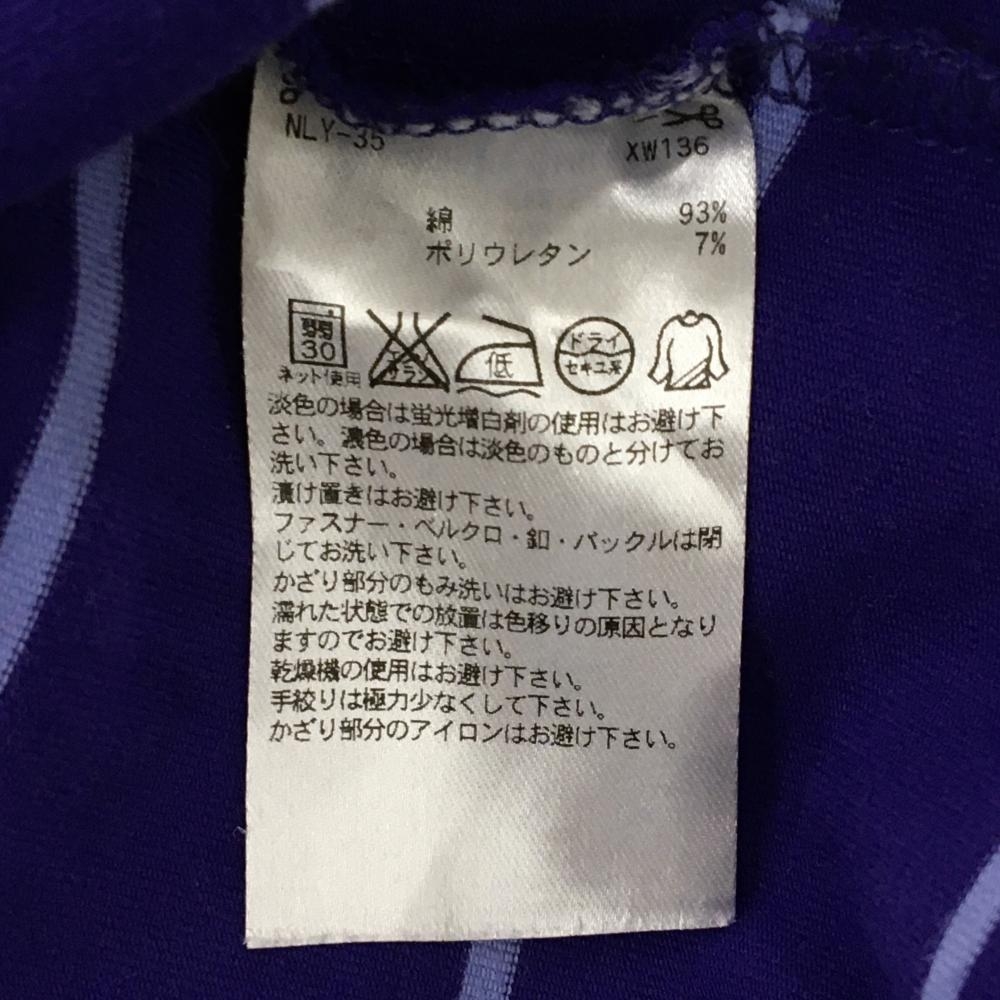 NLY-35
XW136
綿 93%
ポリウレタン 7%
弱
30
ネット使用
エンソ
サラシ
低
ドライ
セキユ系
淡色の場合は蛍光増白剤の使用はお避け下
さい。濃色の場合は淡色のものと分けてお
洗い下さい。
漬け置きはお避け下さい。
ファスナー・ベルクロ・釦・バックルは閉
じてお洗い下さい。
かざり部分のもみ洗いはお避け下さい。
濡れた状態での放置は色移りの原因となり
ますのでお避け下さい。
乾燥機の使用はお避け下さい。
手絞りは極力少なくして下さい。
かざり部分のアイロンはお避け下さい。